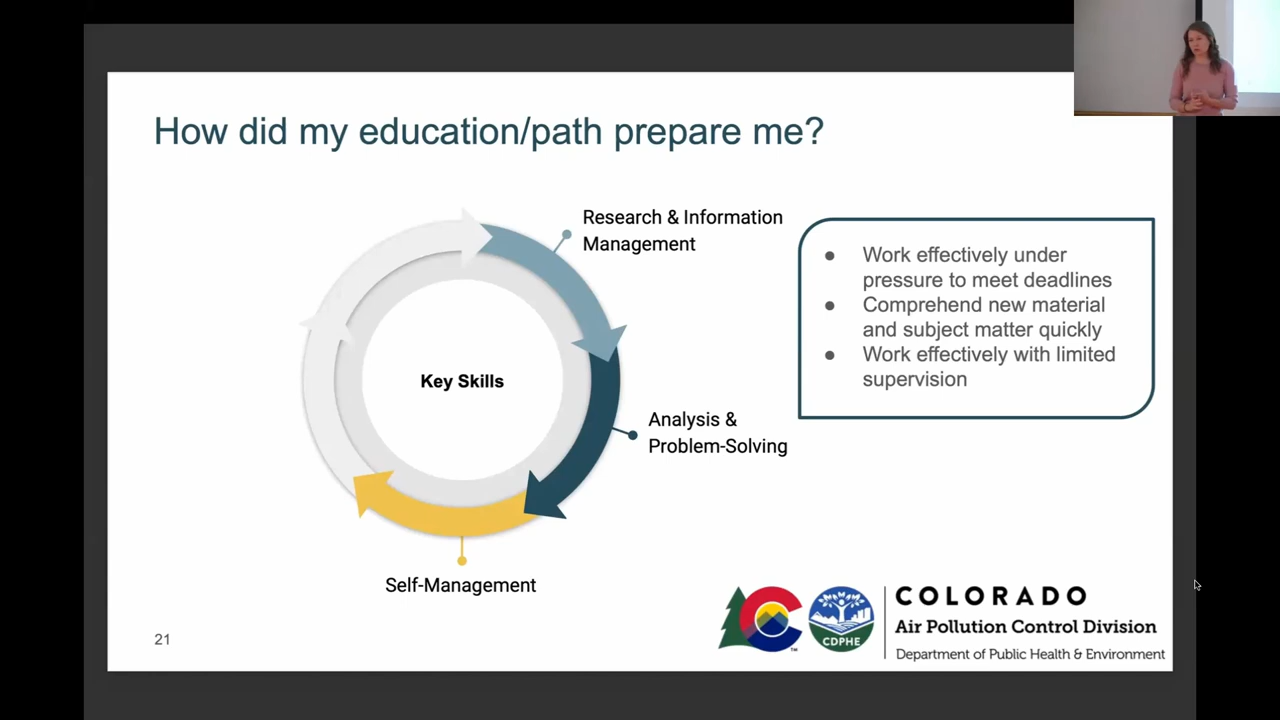 How did my education/path prepare me?
Research & Information
Management
Key Skills
Analysis &
Problem-Solving
Self-Management
● Work effectively under
pressure to meet deadlines
● Comprehend new material
and subject matter quickly
● Work effectively with limited
supervision
21
CDPHE
TM
COLORADO
Air Pollution Control Division
Department of Public Health & Environment